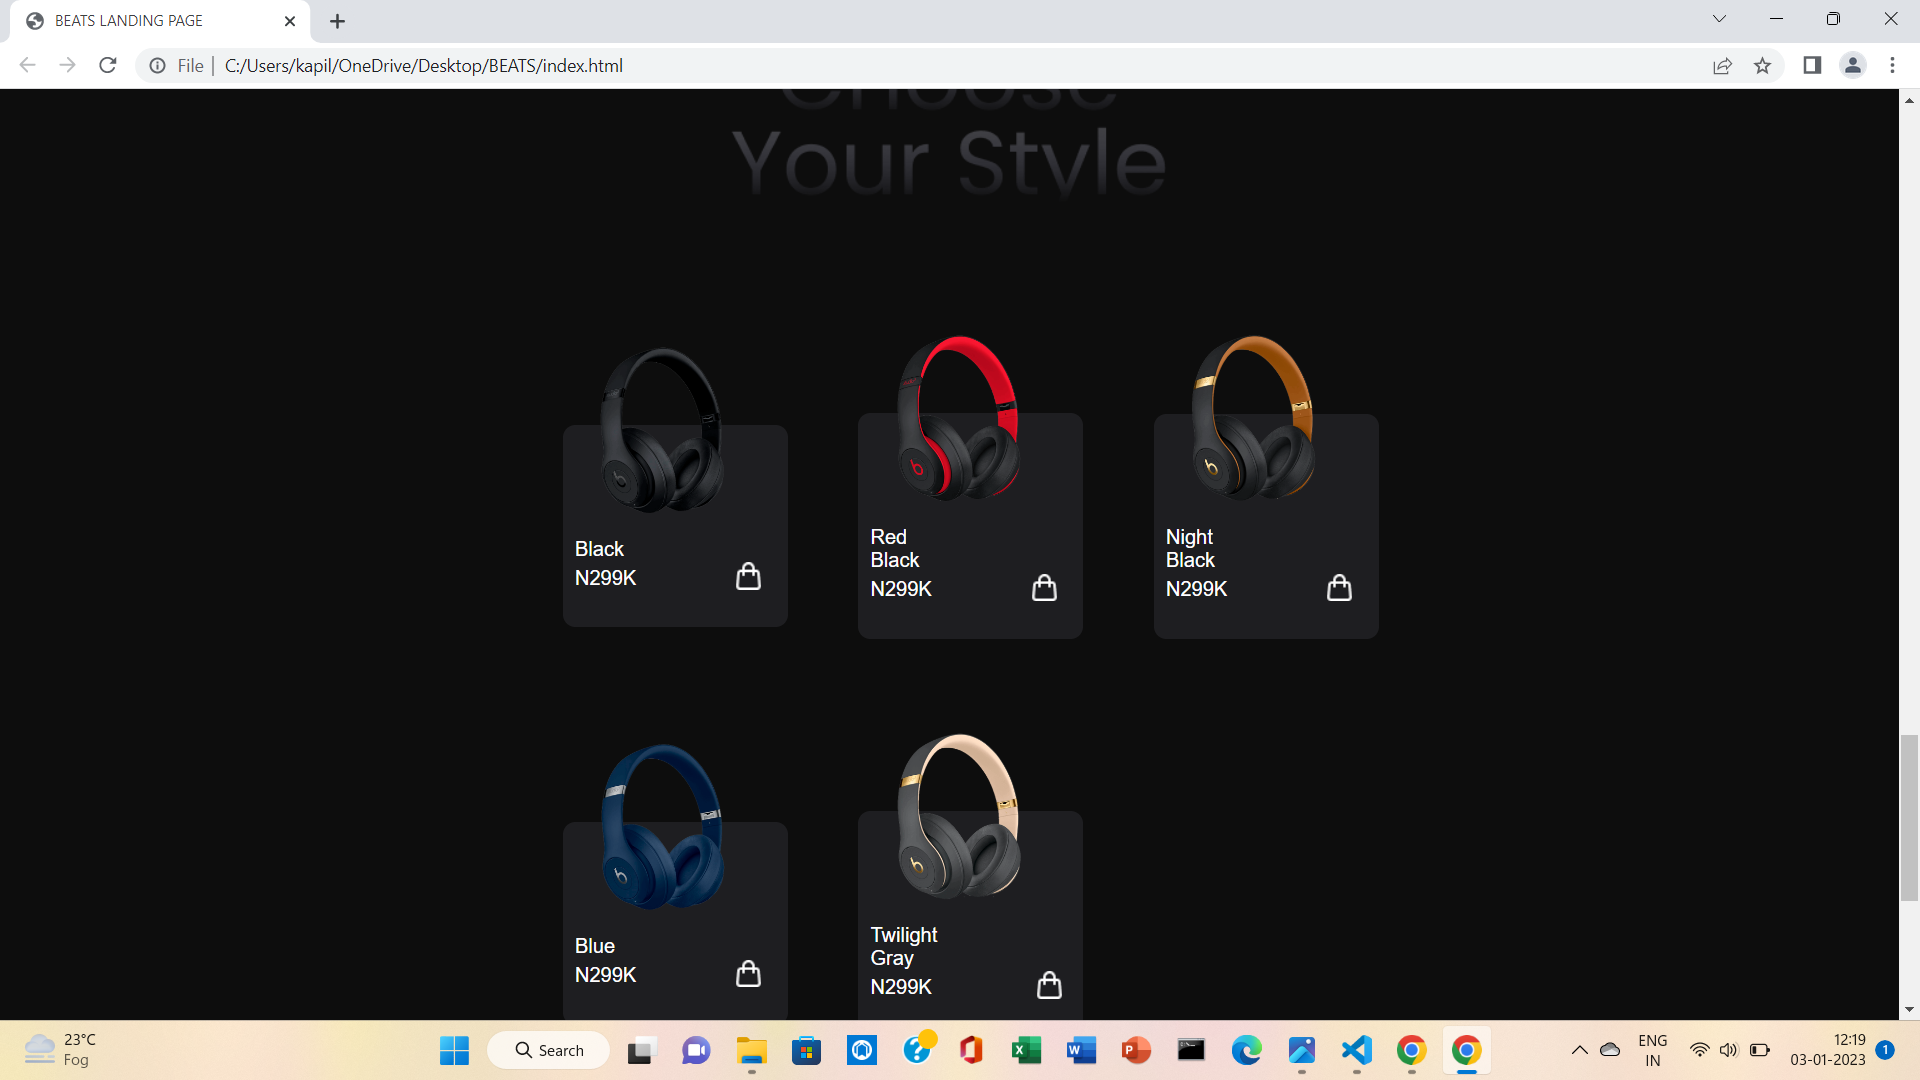 BEATS LANDING PAGE
File | C:/Users/kapil/OneDrive/Desktop/BEATS/index.html
Choose
Your Style
Black
N299K
Red
Black
N299K
Night
Black
N299K
Blue
N299K
Twilight
Gray
N299K
23°C
Fog
Search
ENG
IN
12:19
03-01-2023
1